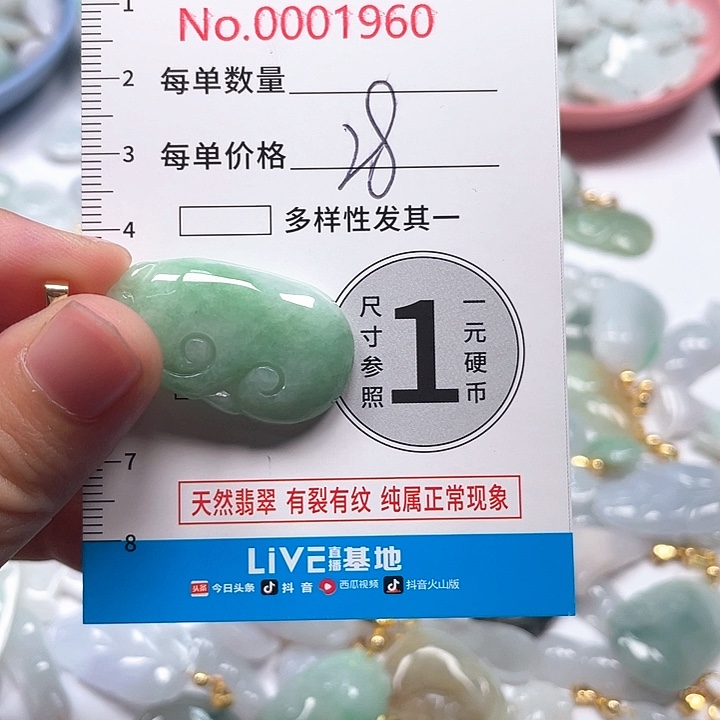 1
No.0001960
2
每单数量
3
每单价格 28
4
多样性发其一
尺寸参照
1
一元硬币
7
天然翡翠 有裂有纹 纯属正常现象
8
LiVE直播基地
头条 今日头条 抖音 西瓜视频 抖音火山版